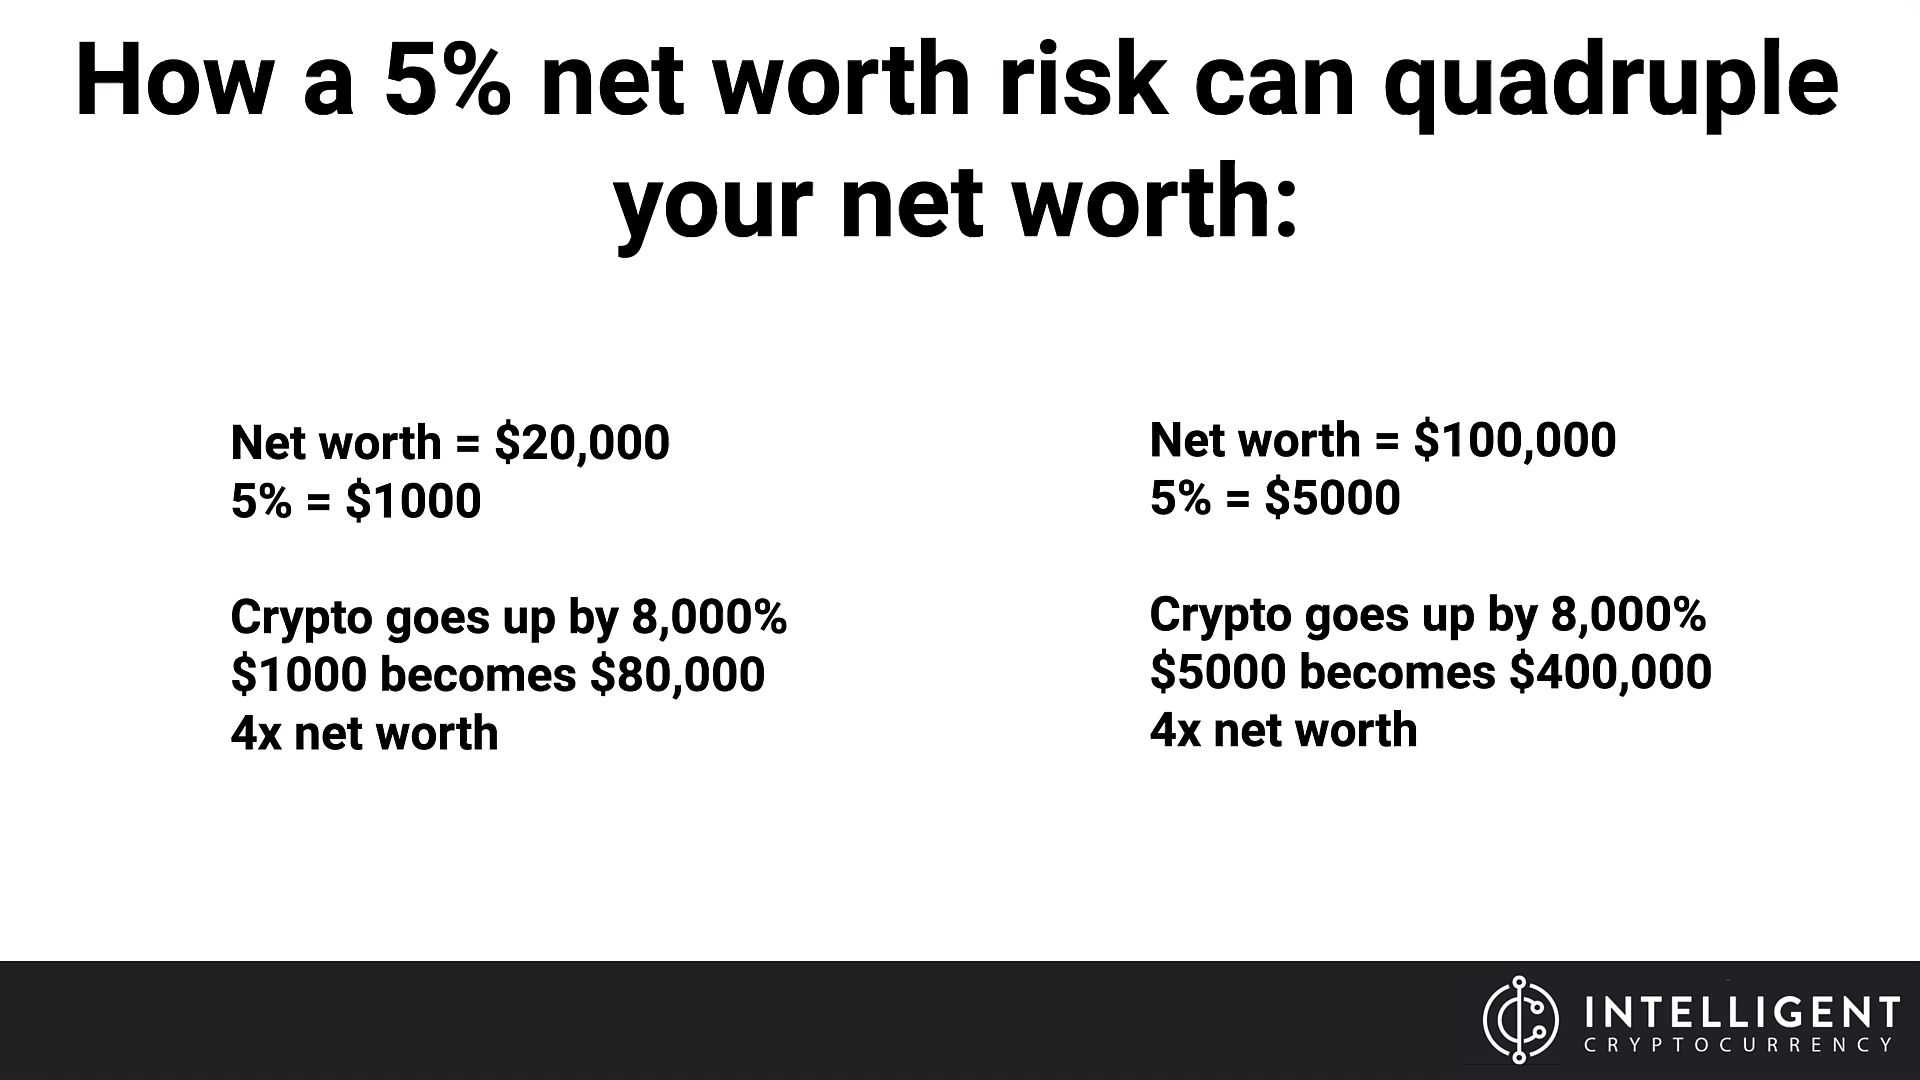 How a 5% net worth risk can quadruple
your net worth:
Net worth = $20,000
5% = $1000
Crypto goes up by 8,000%
$1000 becomes $80,000
4x net worth
Net worth = $100,000
5% = $5000
Crypto goes up by 8,000%
$5000 becomes $400,000
4x net worth
INTELLIGENT
CRYPTOCURRENCY